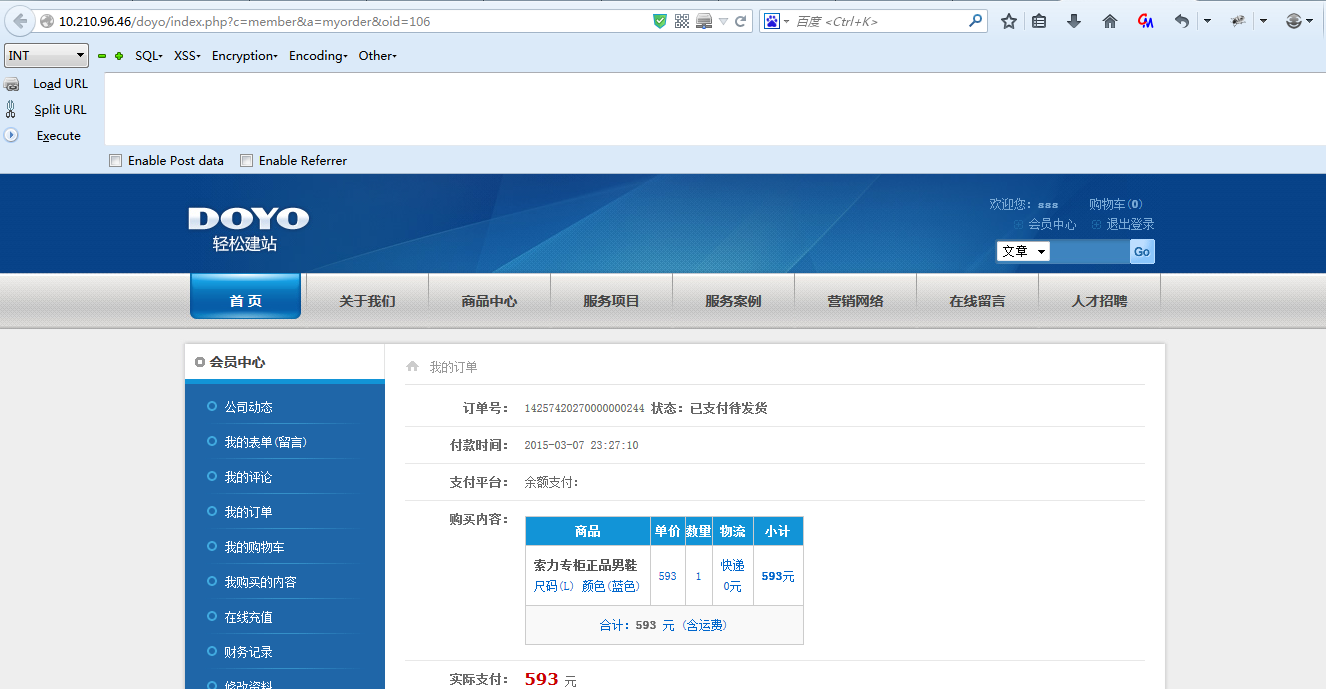 10.210.96.46/doyo/index.php?c=member&a=myorder&oid=106
百度 <Ctrl+K>
INT
SQL
XSS
Encryption
Encoding
Other
Load URL
Split URL
Execute
Enable Post data
Enable Referrer
DOYO
轻松建站
欢迎您：sss 购物车(0)
会员中心 退出登录
文章
Go
首 页
关于我们
商品中心
服务项目
服务案例
营销网络
在线留言
人才招聘
会员中心
公司动态
我的表单(留言)
我的评论
我的订单
我的购物车
我购买的内容
在线充值
财务记录
修改资料
我的订单
订单号： 14257420270000000244 状态：已支付待发货
付款时间： 2015-03-07 23:27:10
支付平台： 余额支付：
购买内容：
商品 单价 数量 物流 小计
索力专柜正品男鞋
尺码(L) 颜色(蓝色)
593
1
快递
0元
593元
合计：593 元（含运费）
实际支付： 593 元